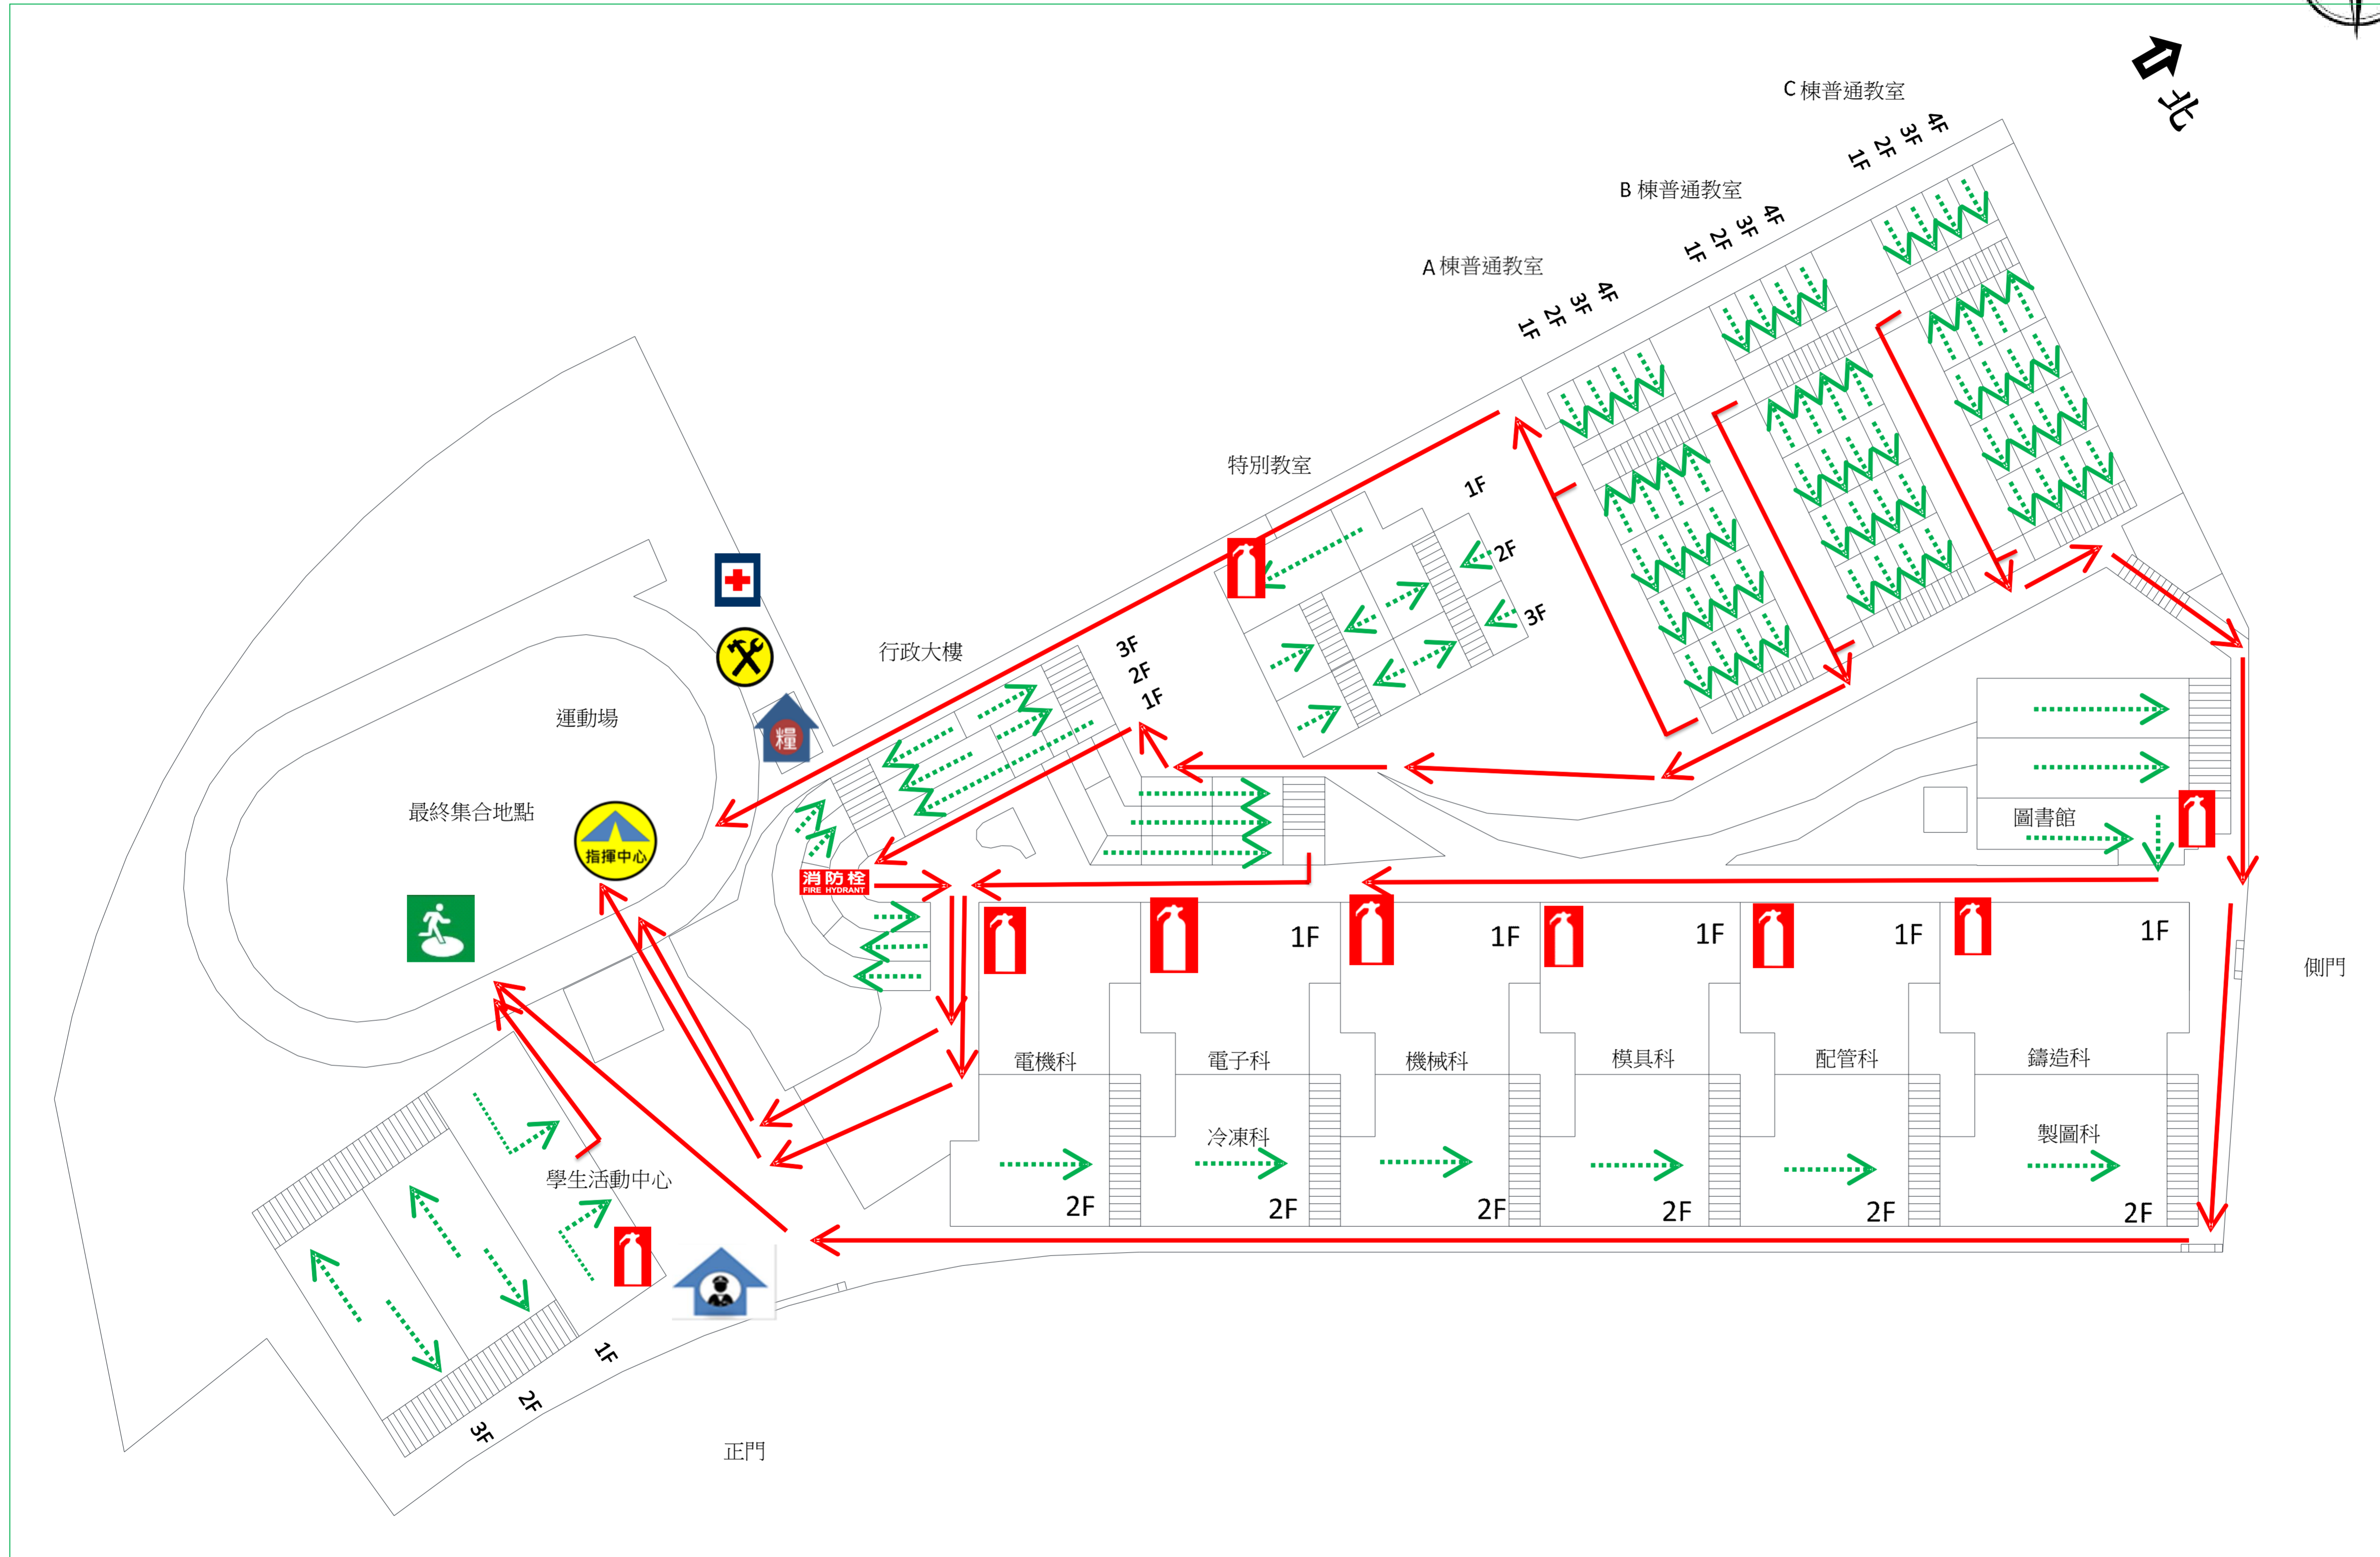 北
C 棟普通教室
1F 2F 3F 4F
B 棟普通教室
1F 2F 3F 4F
A 棟普通教室
1F 2F 3F 4F
特別教室
1F
2F
3F
行政大樓
3F
2F
1F
運動場
糧
最終集合地點
指揮中心
消防栓
FIRE HYDRANT
圖書館
側門
1F
1F
1F
1F
1F
電機科
電子科
機械科
模具科
配管科
鑄造科
冷凍科
製圖科
2F
2F
2F
2F
2F
2F
學生活動中心
1F
2F
3F
正門